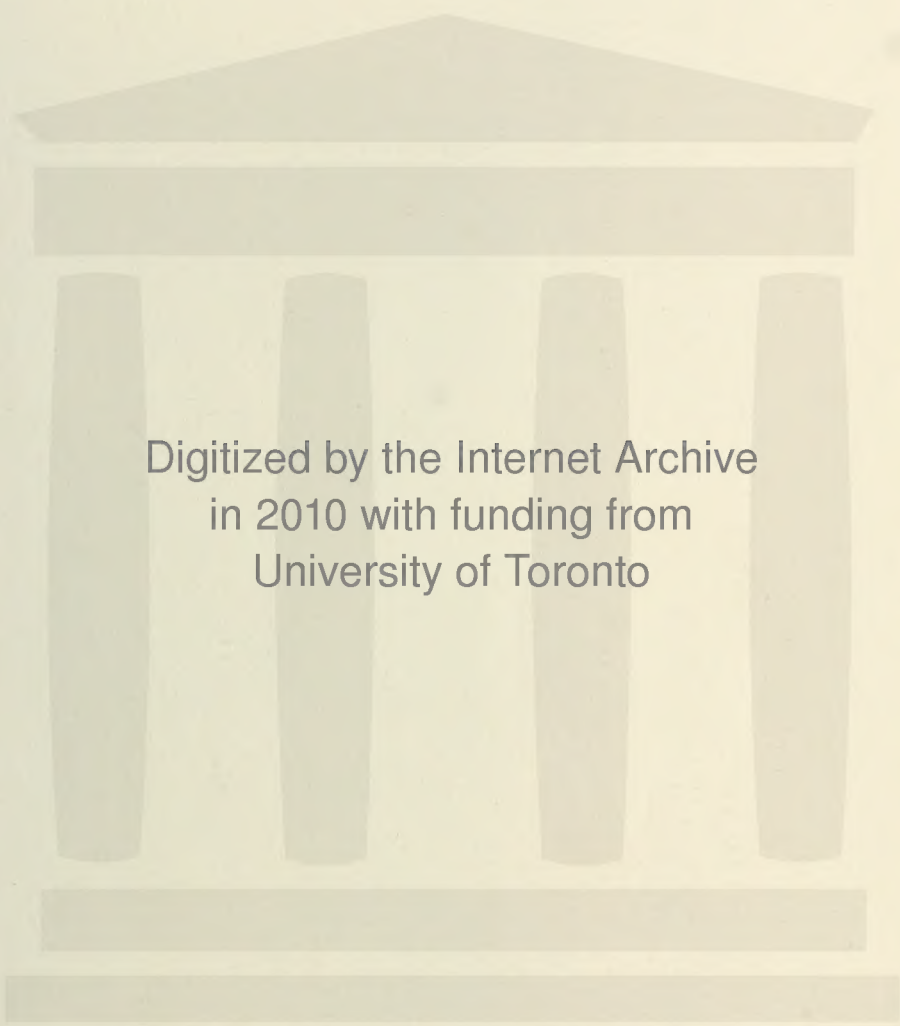 Digitized by the Internet Archive
in 2010 with funding from
University of Toronto